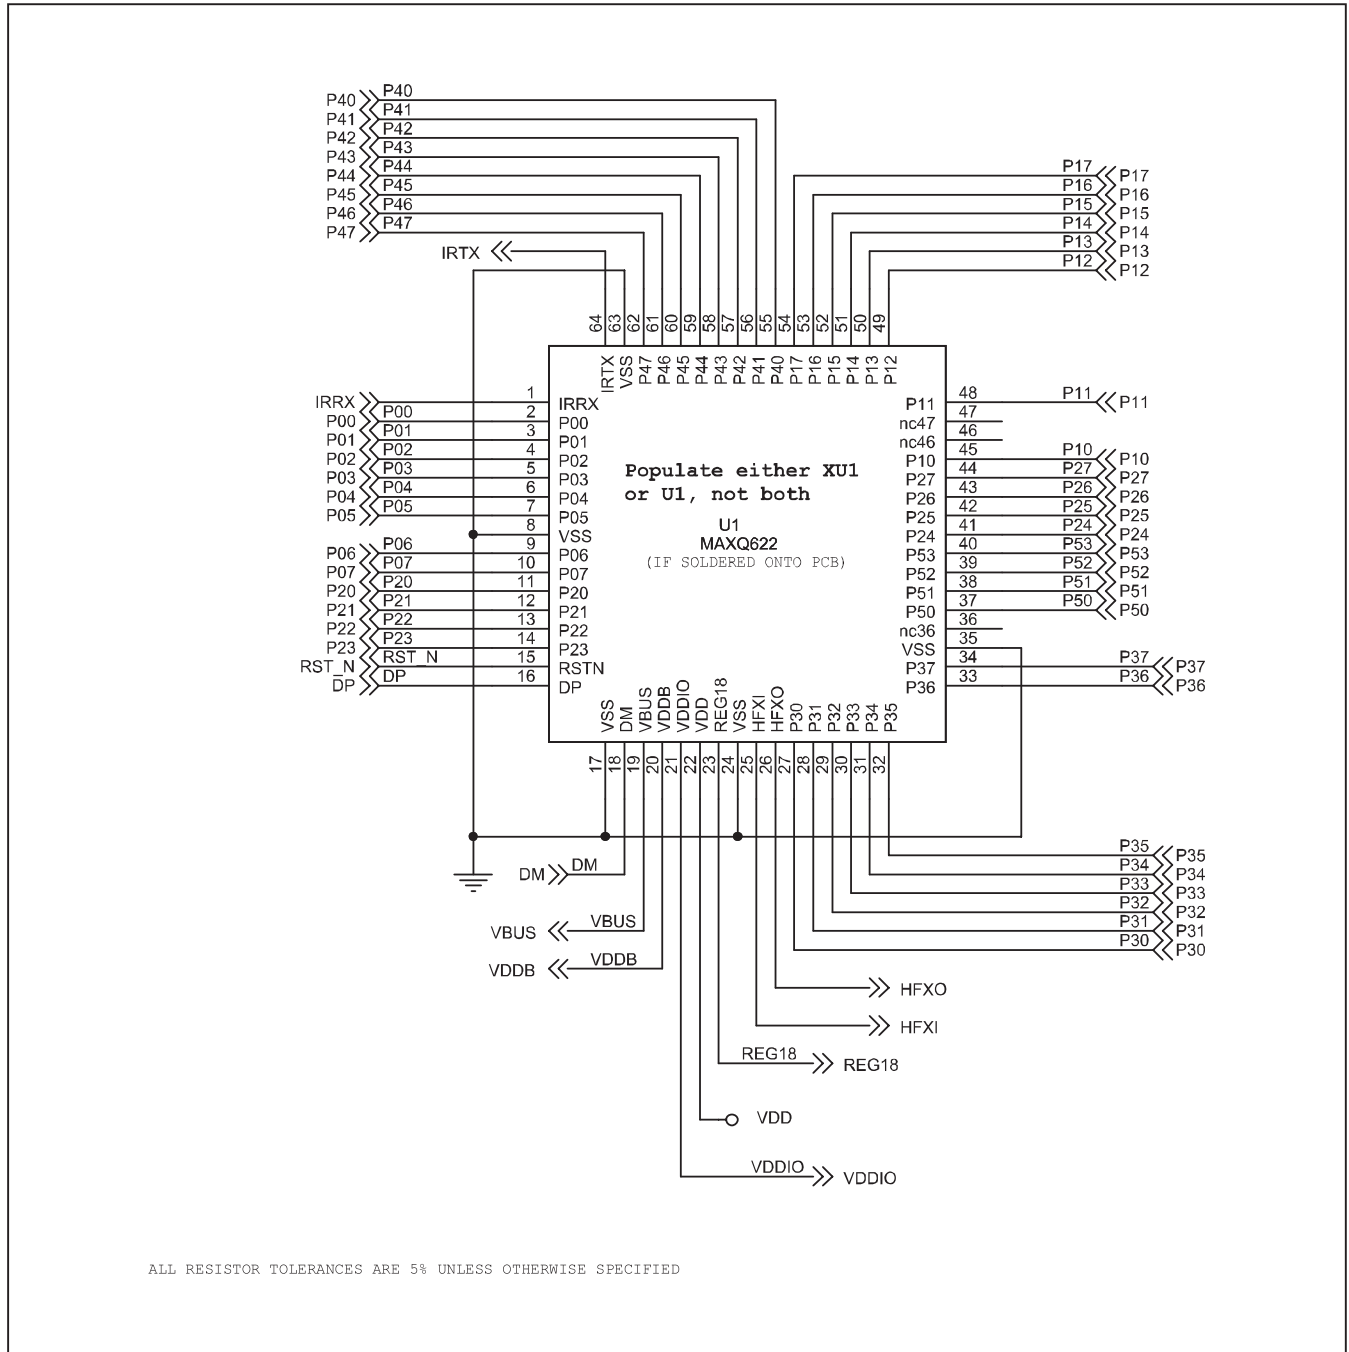 P40 P40
P41 P41
P42 P42
P43 P43
P44 P44
P45 P45
P46 P46
P47 P47
IRTX
P17 P17
P16 P16
P15 P15
P14 P14
P13 P13
P12 P12
64 63 62 61 60 59 58 57 56 55 54 53 52 51 50 49
IRTX VSS P47 P46 P45 P44 P43 P42 P41 P40 P17 P16 P15 P14 P13 P12
IRRX 1 IRRX
P00 P00 2 P00
P01 P01 3 P01
P02 P02 4 P02
P03 P03 5 P03
P04 P04 6 P04
P05 P05 7 P05
8 VSS
P06 P06 9 P06
P07 P07 10 P07
P20 P20 11 P20
P21 P21 12 P21
P22 P22 13 P22
P23 P23 14 P23
RST_N RST_N 15 RSTN
DP DP 16 DP
Populate either XU1
or U1, not both
U1
MAXQ622
(IF SOLDERED ONTO PCB)
P11 48 P11 P11
nc47 47
nc46 46
P10 45 P10 P10
P27 44 P27 P27
P26 43 P26 P26
P25 42 P25 P25
P24 41 P24 P24
P53 40 P53 P53
P52 39 P52 P52
P51 38 P51 P51
P50 37 P50 P50
nc36 36
VSS 35
P37 34 P37 P37
P36 33 P36 P36
VSS DM VBUS VDDB VDDIO VDD REG18 VSS HFXI HFXO P30 P31 P32 P33 P34 P35
17 18 19 20 21 22 23 24 25 26 27 28 29 30 31 32
DM DM
VBUS VBUS
VDDB VDDB
P35 P35
P34 P34
P33 P33
P32 P32
P31 P31
P30 P30
HFXO
HFXI
REG18 REG18
VDD
VDDIO VDDIO
ALL RESISTOR TOLERANCES ARE 5% UNLESS OTHERWISE SPECIFIED